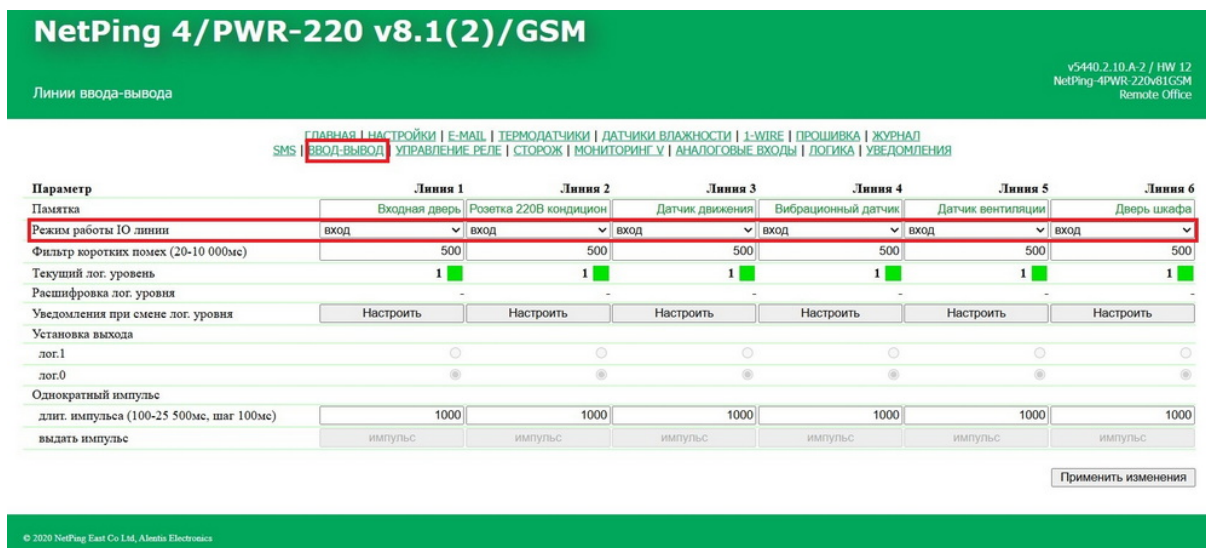 NetPing 4/PWR-220 v8.1(2)/GSM
v5440.2.10.A-2 / HW 12
NetPing-4PWR-220v81GSM
Remote Office
Линии ввода-вывода
ГЛАВНАЯ | НАСТРОЙКИ | E-MAIL | ТЕРМОДАТЧИКИ | ДАТЧИКИ ВЛАЖНОСТИ | 1-WIRE | ПРОШИВКА | ЖУРНАЛ
SMS | ВВОД-ВЫВОД | УПРАВЛЕНИЕ РЕЛЕ | СТОРОЖ | МОНИТОРИНГ V | АНАЛОГОВЫЕ ВХОДЫ | ЛОГИКА | УВЕДОМЛЕНИЯ
Параметр Линия 1 Линия 2 Линия 3 Линия 4 Линия 5 Линия 6
Памятка Входная дверь Розетка 220В кондицион Датчик движения Вибрационный датчик Датчик вентиляции Дверь шкафа
Режим работы IO линии вход вход вход вход вход вход
Фильтр коротких помех (20-10 000мс) 500 500 500 500 500 500
Текущий лог. уровень 1 1 1 1 1 1
Расшифровка лог. уровня - - - - - -
Уведомления при смене лог. уровня Настроить Настроить Настроить Настроить Настроить Настроить
Установка выхода
лог.1
лог.0
Однократный импульс
длит. импульса (100-25 500мс, шаг 100мс) 1000 1000 1000 1000 1000 1000
выдать импульс импульс импульс импульс импульс импульс импульс
Применить изменения
© 2020 NetPing East Co Ltd, Alentis Electronics